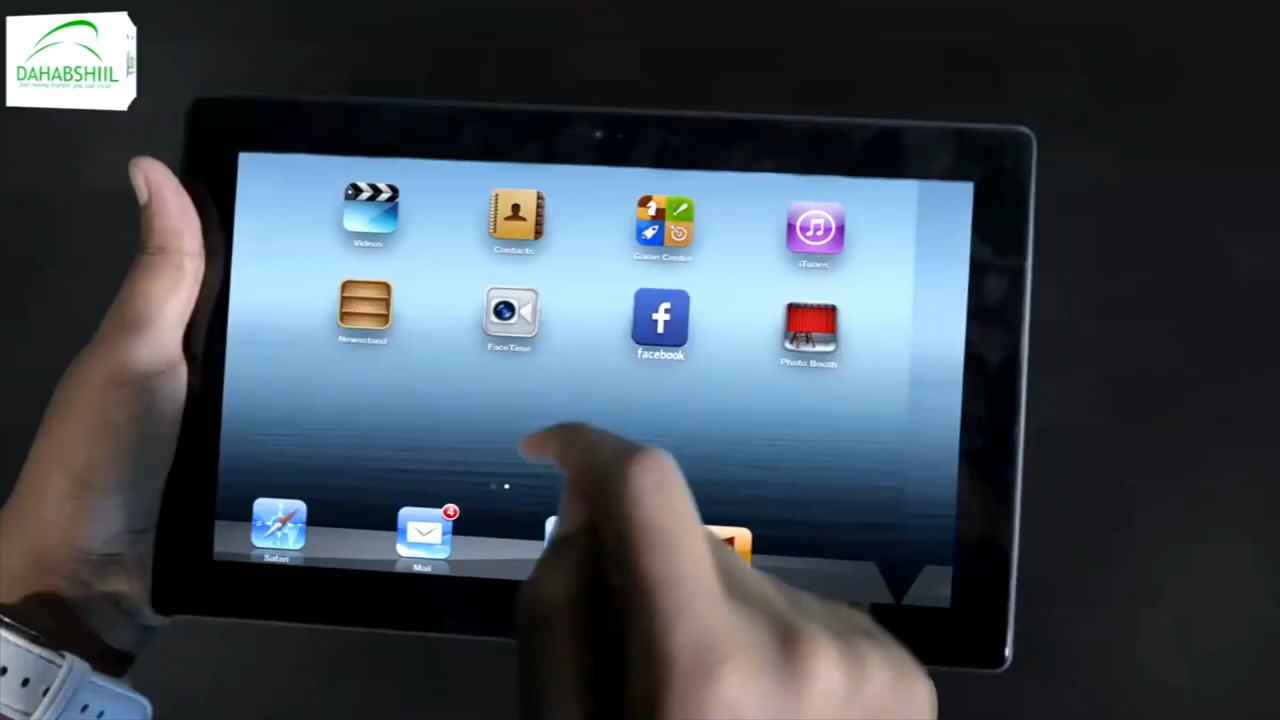 DAHABSHIIL
Videos
Contacts
Game Center
iTunes
Newsstand
FaceTime
facebook
Photo Booth
4
Safari
Mail